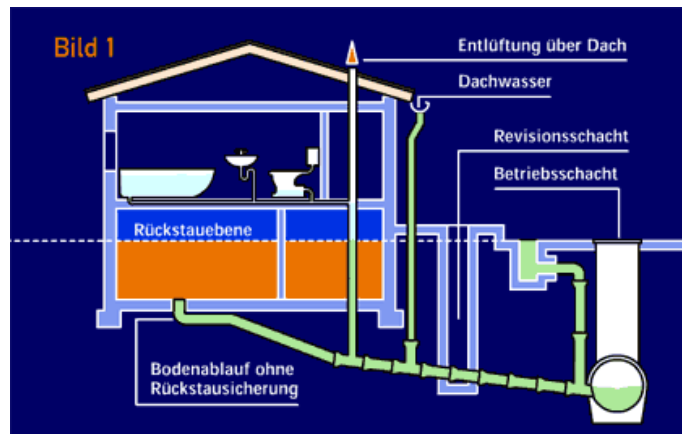 Bild 1
Entlüftung über Dach
Dachwasser
Revisionsschacht
Betriebsschacht
Rückstauebene
Bodenablauf ohne
Rückstausicherung